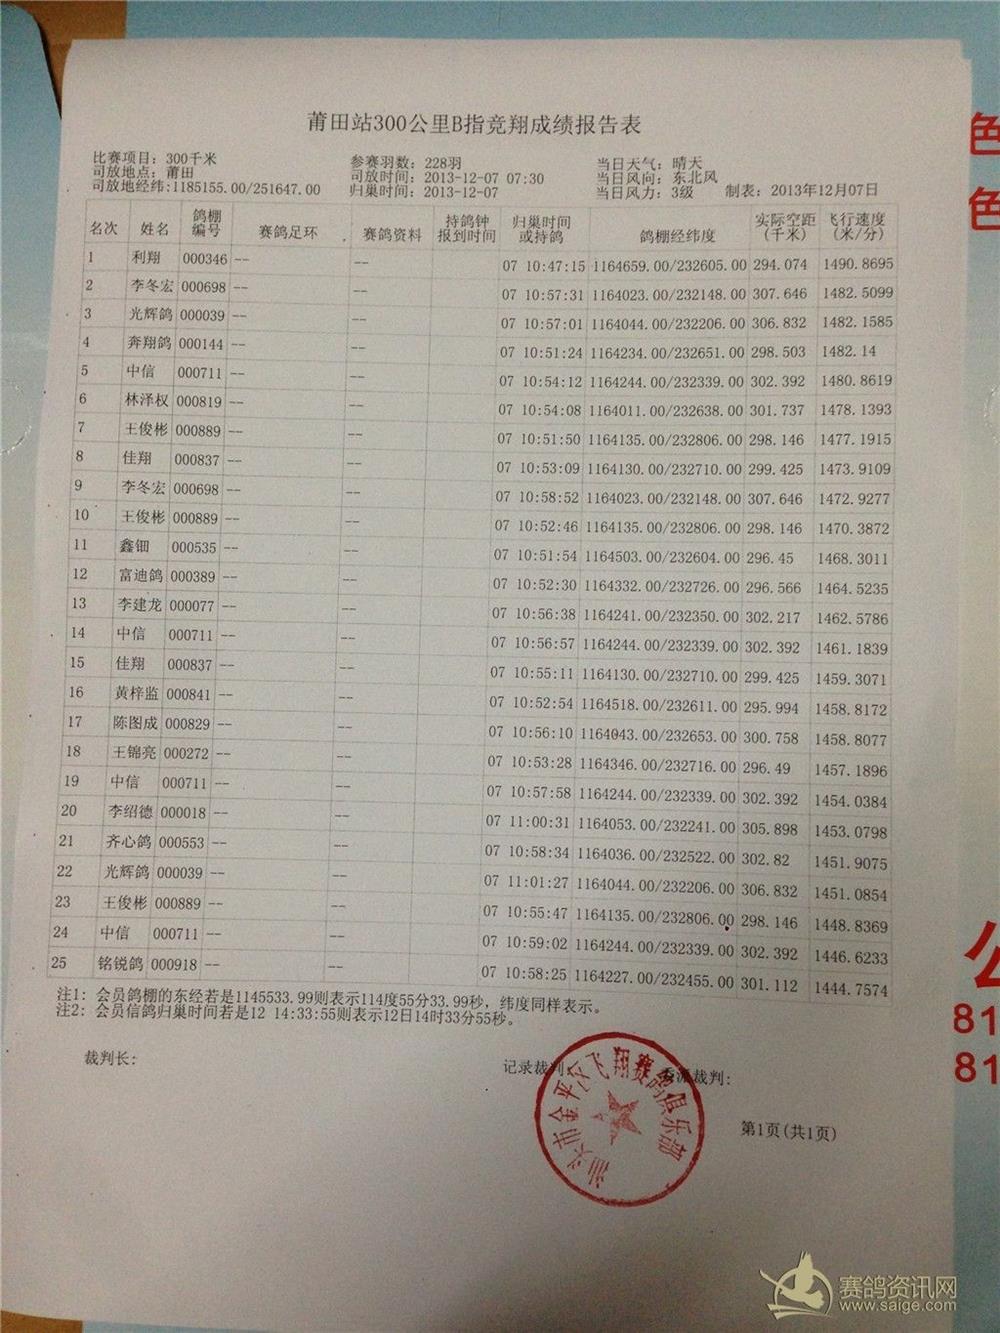 莆田站300公里B指竞翔成绩报告表
比赛项目: 300千米 参赛羽数: 228羽 当日天气: 晴天
司放地点: 莆田 司放时间: 2013-12-07 07:30 当日风向: 东北风
司放地经纬:1185155.00/251647.00 归巢时间: 2013-12-07 当日风力: 3级 制表: 2013年12月07日
名次 姓名 鸽棚编号 赛鸽足环 赛鸽资料 持鸽钟报到时间 归巢时间或持鸽 鸽棚经纬度 实际空距(千米) 飞行速度(米/分)
1 利翔 000346 -- -- 07 10:47:15 1164659.00/232605.00 294.074 1490.8695
2 李冬宏 000698 -- -- 07 10:57:31 1164023.00/232148.00 307.646 1482.5099
3 光辉鸽 000039 -- -- 07 10:57:01 1164044.00/232206.00 306.832 1482.1585
4 奔翔鸽 000144 -- -- 07 10:51:24 1164234.00/232651.00 298.503 1482.14
5 中信 000711 -- -- 07 10:54:12 1164244.00/232339.00 302.392 1480.8619
6 林泽权 000819 -- -- 07 10:54:08 1164011.00/232638.00 301.737 1478.1393
7 王俊彬 000889 -- -- 07 10:51:50 1164135.00/232806.00 298.146 1477.1915
8 佳翔 000837 -- -- 07 10:53:09 1164130.00/232710.00 299.425 1473.9109
9 李冬宏 000698 -- -- 07 10:58:52 1164023.00/232148.00 307.646 1472.9277
10 王俊彬 000889 -- -- 07 10:52:46 1164135.00/232806.00 298.146 1470.3872
11 鑫钿 000535 -- -- 07 10:51:54 1164503.00/232604.00 296.45 1468.3011
12 富迪鸽 000389 -- -- 07 10:52:30 1164332.00/232726.00 296.566 1464.5235
13 李建龙 000077 -- -- 07 10:56:38 1164241.00/232350.00 302.217 1462.5786
14 中信 000711 -- -- 07 10:56:57 1164244.00/232339.00 302.392 1461.1839
15 佳翔 000837 -- -- 07 10:55:11 1164130.00/232710.00 299.425 1459.3071
16 黄梓监 000841 -- -- 07 10:52:54 1164518.00/232611.00 295.994 1458.8172
17 陈图成 000829 -- -- 07 10:56:10 1164043.00/232653.00 300.758 1458.8077
18 王锦亮 000272 -- -- 07 10:53:28 1164346.00/232716.00 296.49 1457.1896
19 中信 000711 -- -- 07 10:57:58 1164244.00/232339.00 302.392 1454.0384
20 李绍德 000018 -- -- 07 11:00:31 1164053.00/232241.00 305.898 1453.0798
21 齐心鸽 000553 -- -- 07 10:58:34 1164036.00/232522.00 302.82 1451.9075
22 光辉鸽 000039 -- -- 07 11:01:27 1164044.00/232206.00 306.832 1451.0854
23 王俊彬 000889 -- -- 07 10:55:47 1164135.00/232806.00 298.146 1448.8369
24 中信 000711 -- -- 07 10:59:02 1164244.00/232339.00 302.392 1446.6233
25 铭锐鸽 000918 -- -- 07 10:58:25 1164227.00/232455.00 301.112 1444.7574
注1: 会员鸽棚的东经若是1145533.99则表示114度55分33.99秒, 纬度同样表示。
注2: 会员信鸽归巢时间若是12 14:33:55则表示12日14时33分55秒。
裁判长: 记录裁判: 委派裁判:
汕头市金平区飞翔赛鸽俱乐部
第1页(共1页)
色
色
公
81
81
赛鸽资讯网
www.saige.com